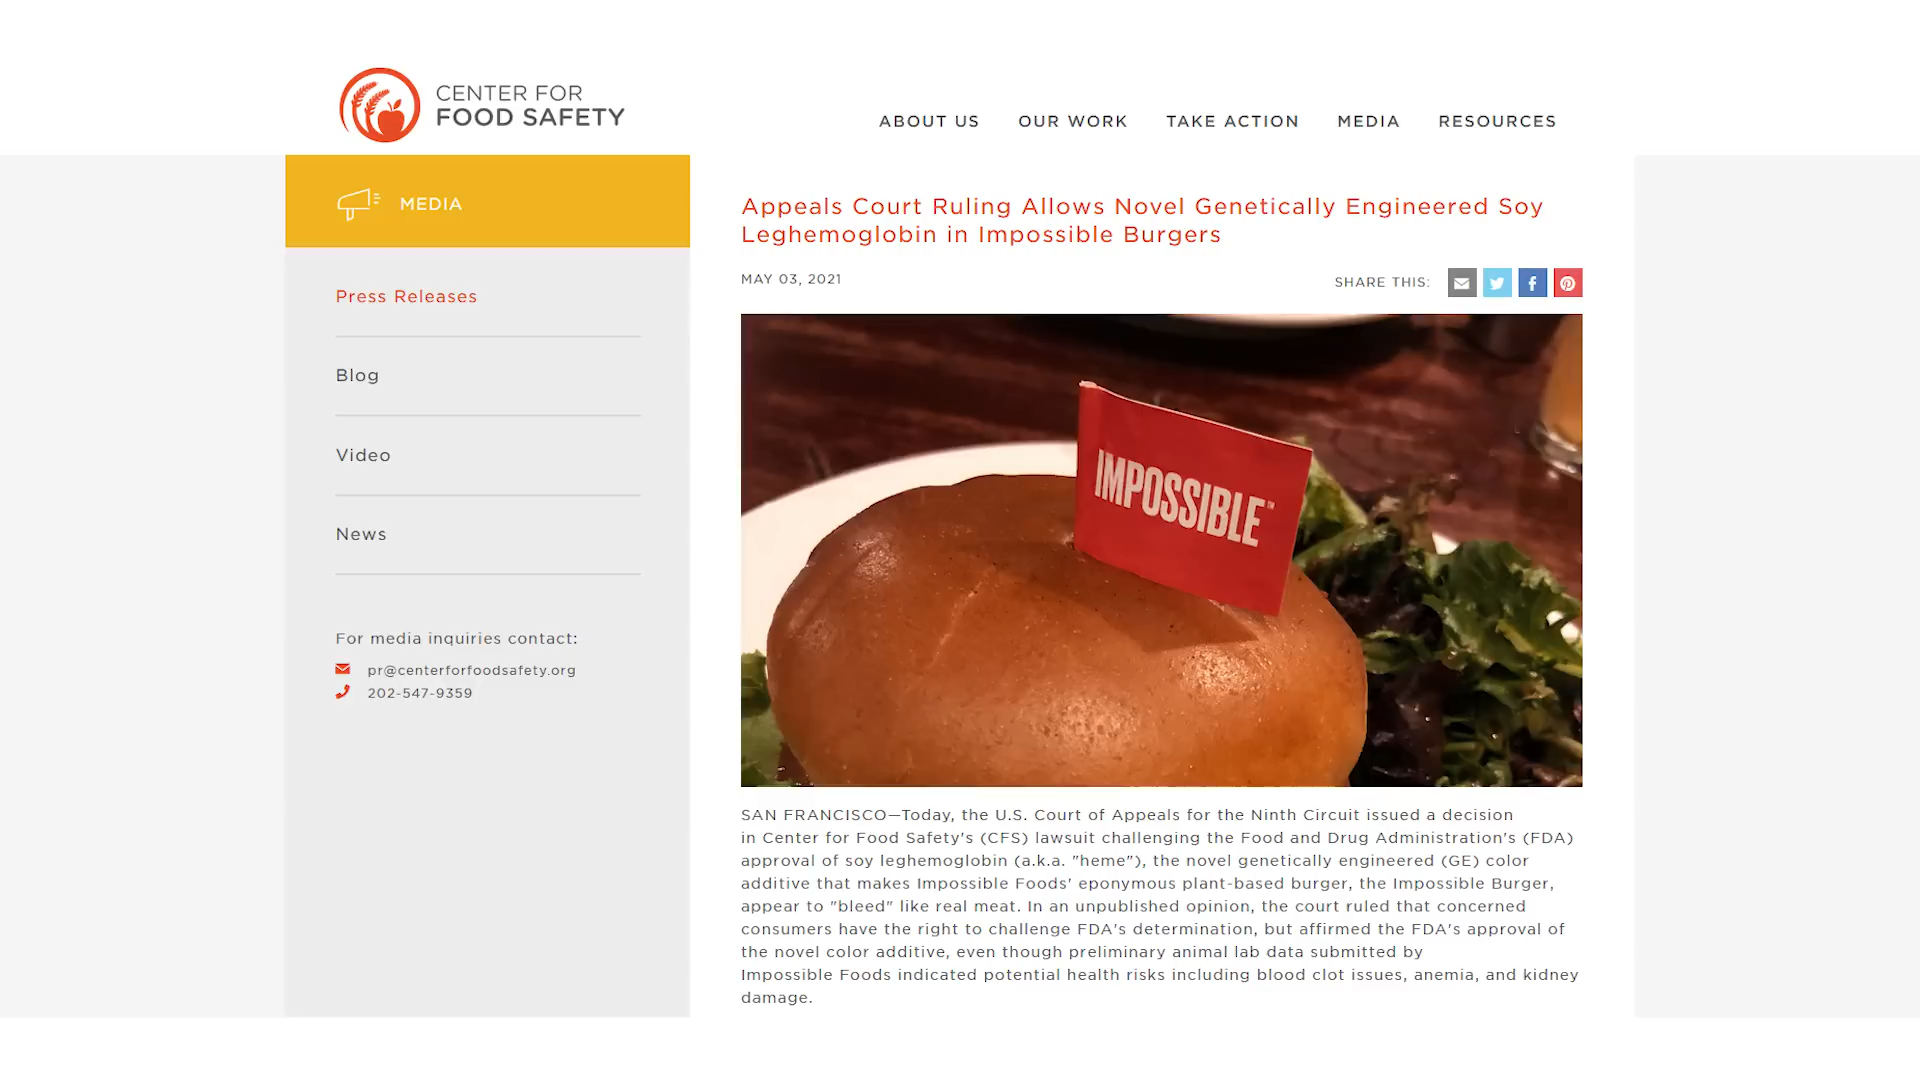 CENTER FOR
FOOD SAFETY
ABOUT US
OUR WORK
TAKE ACTION
MEDIA
RESOURCES
MEDIA
Press Releases
Blog
Video
News
For media inquiries contact:
pr@centerforfoodsafety.org
202-547-9359
Appeals Court Ruling Allows Novel Genetically Engineered Soy
Leghemoglobin in Impossible Burgers
MAY 03, 2021
SHARE THIS:
IMPOSSIBLE™
SAN FRANCISCO—Today, the U.S. Court of Appeals for the Ninth Circuit issued a decision
in Center for Food Safety's (CFS) lawsuit challenging the Food and Drug Administration's (FDA)
approval of soy leghemoglobin (a.k.a. "heme"), the novel genetically engineered (GE) color
additive that makes Impossible Foods' eponymous plant-based burger, the Impossible Burger,
appear to "bleed" like real meat. In an unpublished opinion, the court ruled that concerned
consumers have the right to challenge FDA's determination, but affirmed the FDA's approval of
the novel color additive, even though preliminary animal lab data submitted by
Impossible Foods indicated potential health risks including blood clot issues, anemia, and kidney
damage.